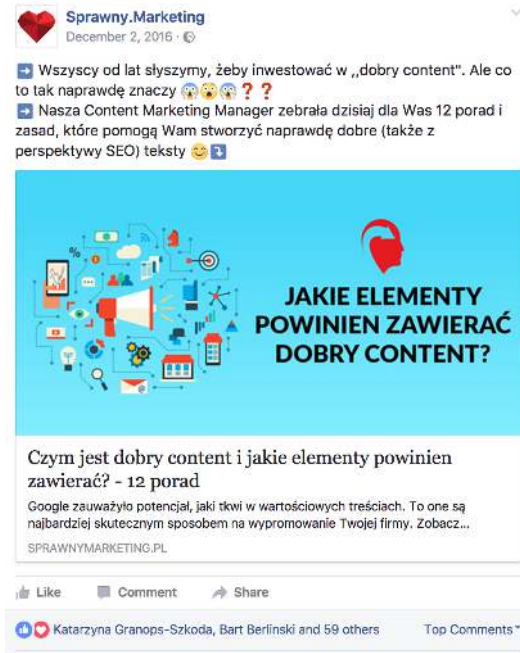 Sprawny.Marketing
December 2, 2016 ·
➡ Wszyscy od lat słyszymy, żeby inwestować w ,,dobry content". Ale co
to tak naprawdę znaczy 😱😮😱❓❓
➡ Nasza Content Marketing Manager zebrała dzisiaj dla Was 12 porad i
zasad, które pomogą Wam stworzyć naprawdę dobre (także z
perspektywy SEO) teksty 😊⤵
%
JAKIE ELEMENTY
POWINIEN ZAWIERAĆ
DOBRY CONTENT?
Czym jest dobry content i jakie elementy powinien
zawierać? - 12 porad
Google zauważyło potencjał, jaki tkwi w wartościowych treściach. To one są
najbardziej skutecznym sposobem na wypromowanie Twojej firmy. Zobacz...
SPRAWNYMARKETING.PL
Like Comment Share
Katarzyna Granops-Szkoda, Bart Berlinski and 59 others Top Comments